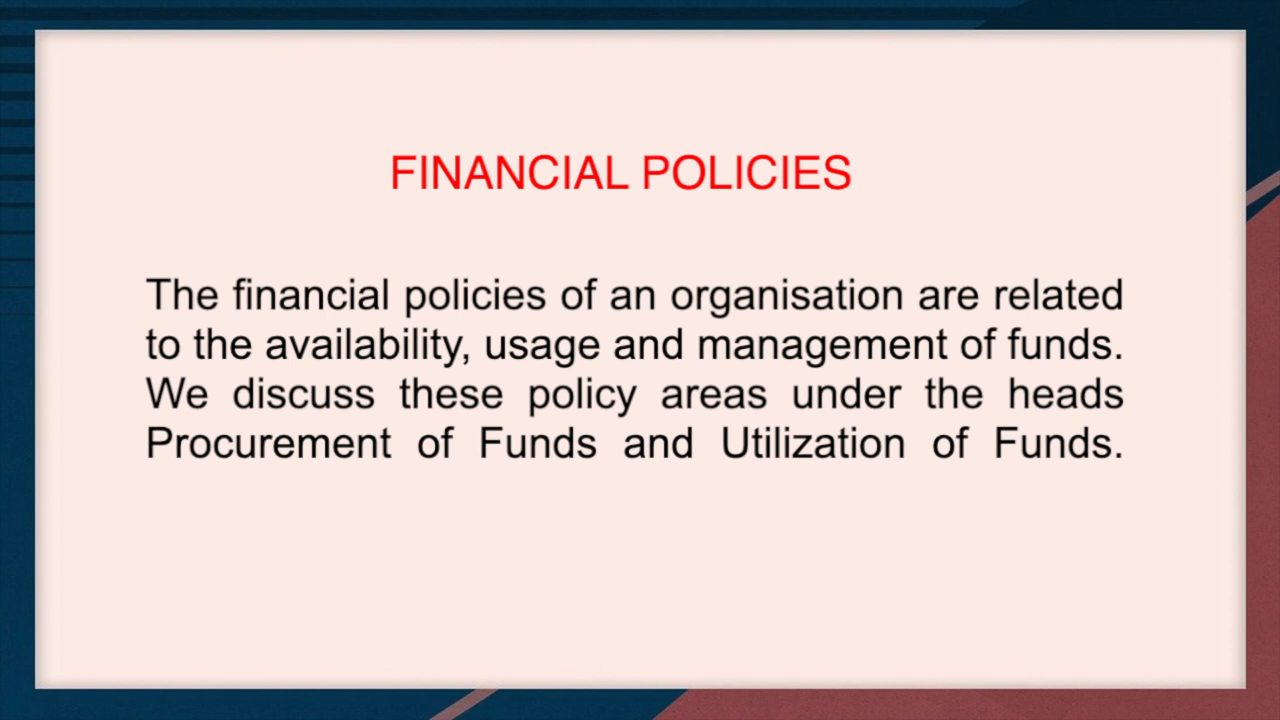 FINANCIAL POLICIES
The financial policies of an organisation are related
to the availability, usage and management of funds.
We discuss these policy areas under the heads
Procurement of Funds and Utilization of Funds.